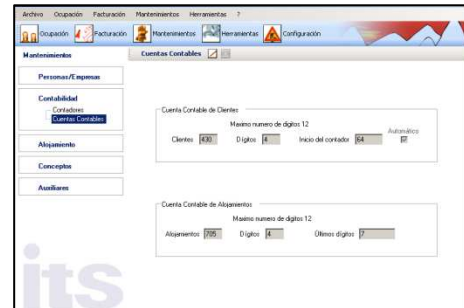 Archivo Ocupación Facturación Mantenimientos Herramientas ?
Ocupación Facturación Mantenimientos Herramientas Configuración
Mantenimientos
Cuentas Contables
Personas/Empresas
Contabilidad
Contadores
Cuentas Contables
Alojamiento
Conceptos
Auxiliares
Cuenta Contable de Clientes
Maximo numero de digitos 12
Clientes 430 Digitos 4 Inicio del contador 64 Automático
Cuenta Contable de Alojamientos
Maximo numero de digitos 12
Alojamientos 705 Digitos 4 Últimos dígitos 7
its